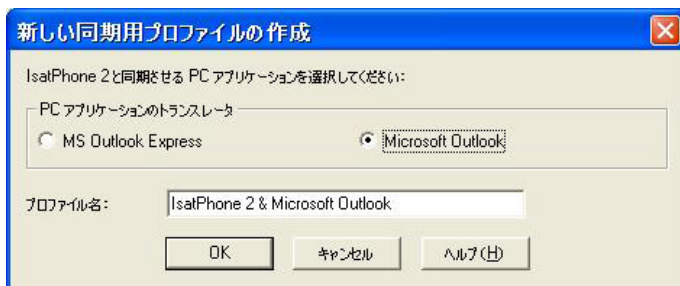 新しい同期用プロファイルの作成
IsatPhone 2と同期させる PC アプリケーションを選択してください:
PC アプリケーションのトランスレータ
MS Outlook Express
Microsoft Outlook
プロファイル名:
IsatPhone 2 & Microsoft Outlook
OK
キャンセル
ヘルプ(H)